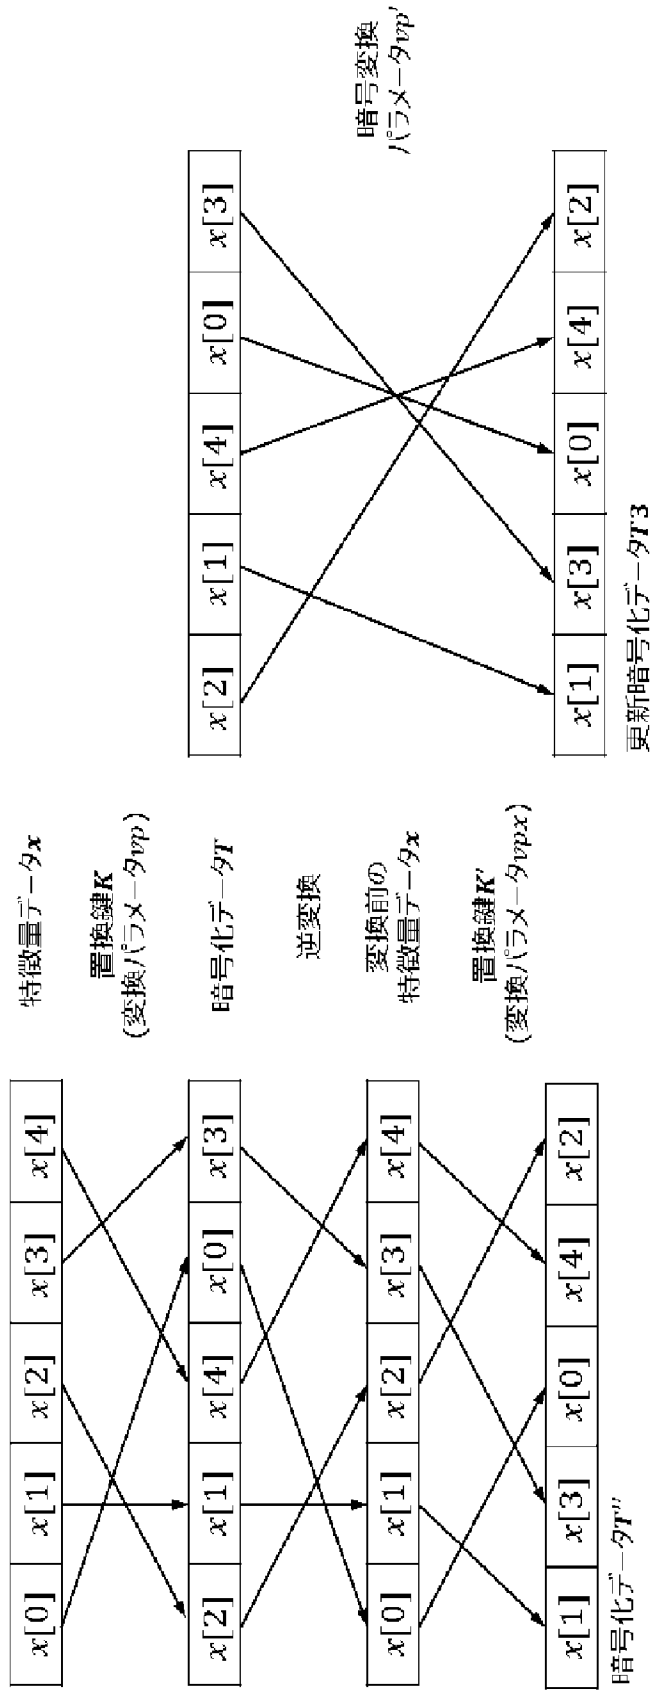 x[0] x[1] x[2] x[3] x[4]
特徴量データx
置換鍵K
(変換パラメータvp)
x[2] x[1] x[4] x[0] x[3]
暗号化データT
逆変換
x[0] x[1] x[2] x[3] x[4]
変換前の
特徴量データx
置換鍵K'
(変換パラメータvpx)
x[1] x[3] x[0] x[4] x[2]
暗号化データT''
x[2] x[1] x[4] x[0] x[3]
暗号変換
パラメータvp'
x[1] x[3] x[0] x[4] x[2]
更新暗号化データT3